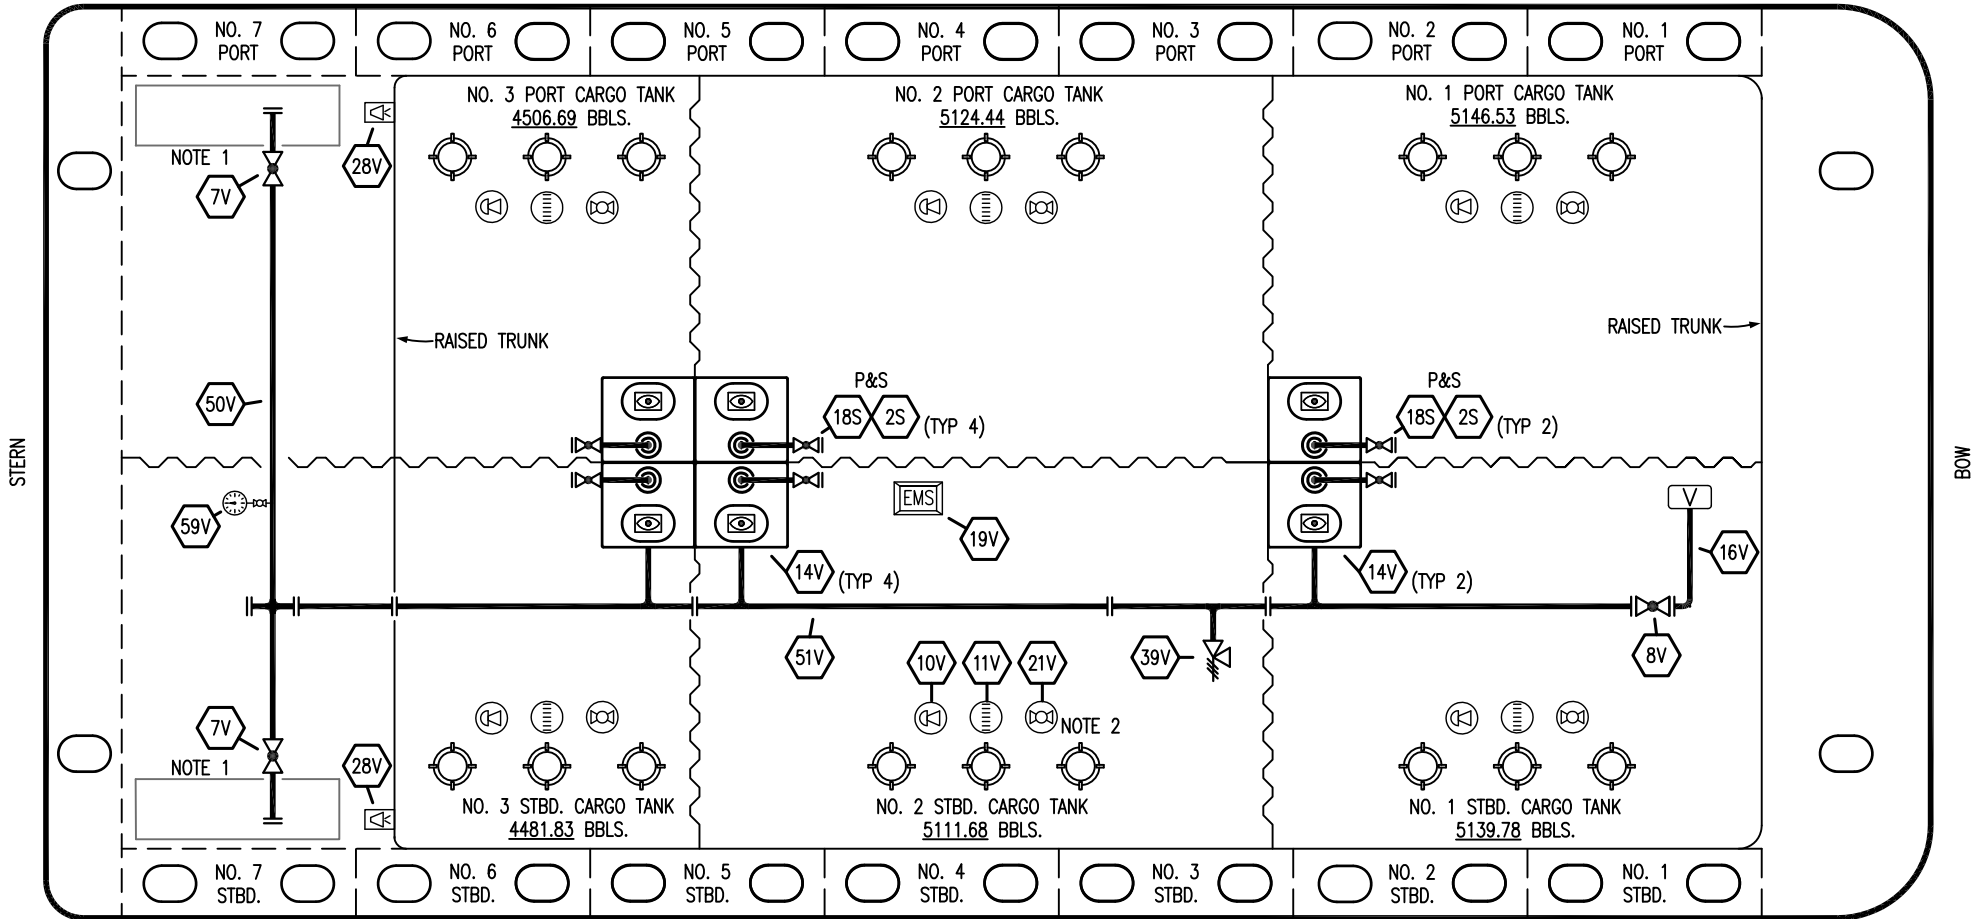 NO. 7
PORT
NO. 6
PORT
NO. 5
PORT
NO. 4
PORT
NO. 3
PORT
NO. 2
PORT
NO. 1
PORT
NO. 3 PORT CARGO TANK
4506.69 BBLS.
NO. 2 PORT CARGO TANK
5124.44 BBLS.
NO. 1 PORT CARGO TANK
5146.53 BBLS.
NOTE 1
28V
7V
RAISED TRUNK
RAISED TRUNK
50V
P&S
18S
2S
(TYP 4)
P&S
18S
2S
(TYP 2)
STERN
BOW
59V
EMS
19V
V
16V
14V
(TYP 4)
14V
(TYP 2)
51V
10V
11V
21V
39V
8V
7V
NOTE 2
NOTE 1
28V
NO. 3 STBD. CARGO TANK
4481.83 BBLS.
NO. 2 STBD. CARGO TANK
5111.68 BBLS.
NO. 1 STBD. CARGO TANK
5139.78 BBLS.
NO. 7
STBD.
NO. 6
STBD.
NO. 5
STBD.
NO. 4
STBD.
NO. 3
STBD.
NO. 2
STBD.
NO. 1
STBD.